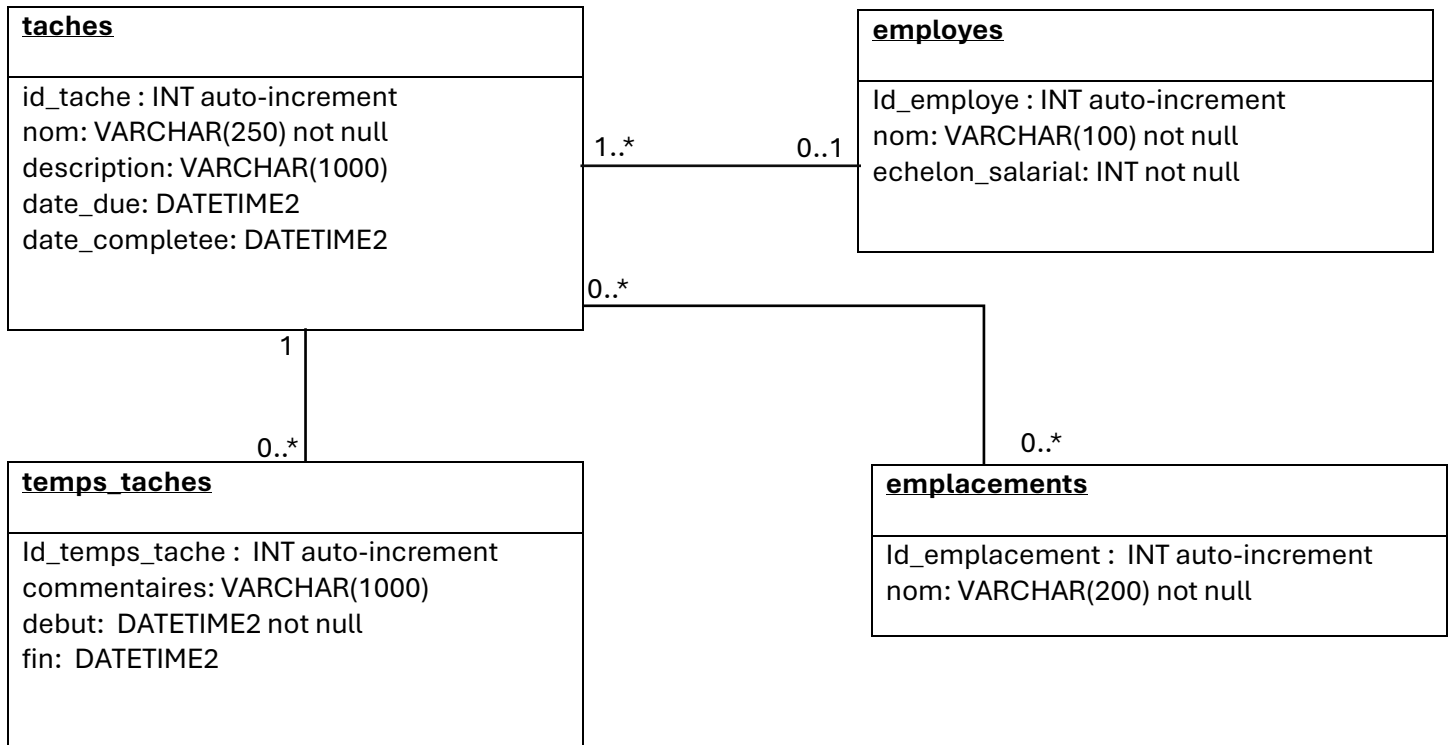 taches
id_tache : INT auto-increment
nom: VARCHAR(250) not null
description: VARCHAR(1000)
date_due: DATETIME2
date_completee: DATETIME2
employes
Id_employe : INT auto-increment
nom: VARCHAR(100) not null
echelon_salarial: INT not null
1..*
0..1
0..*
1
0..*
0..*
temps_taches
Id_temps_tache : INT auto-increment
commentaires: VARCHAR(1000)
debut: DATETIME2 not null
fin: DATETIME2
emplacements
Id_emplacement : INT auto-increment
nom: VARCHAR(200) not null